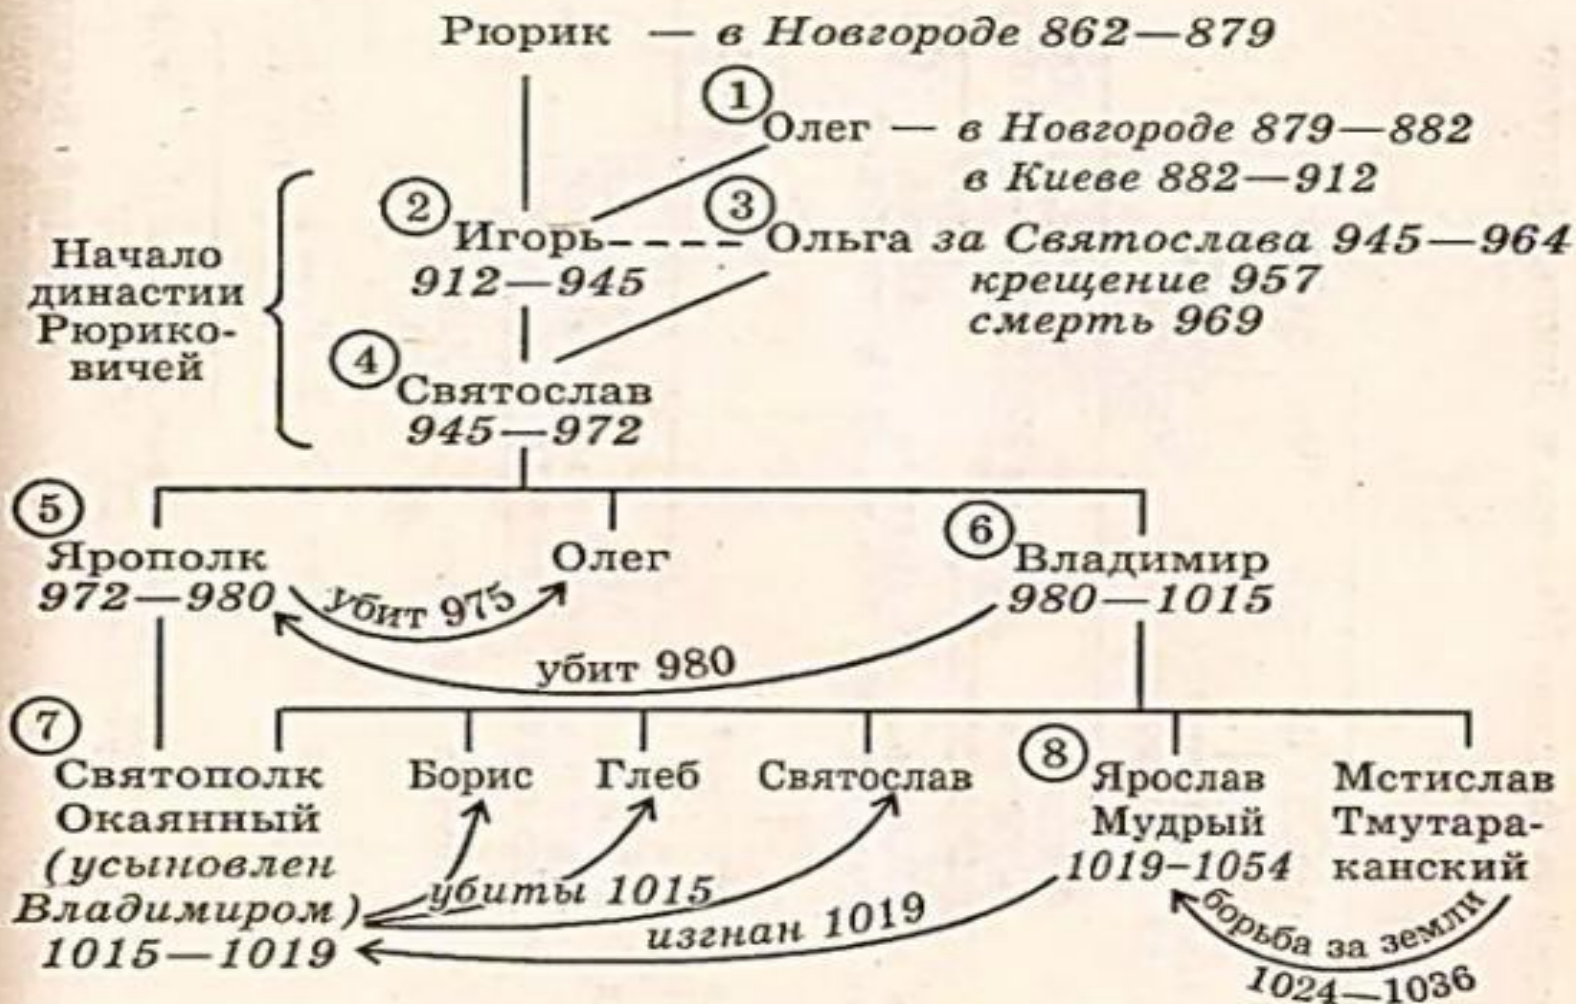 Рюрик — в Новгороде 862—879
1
Олег — в Новгороде 879—882
в Киеве 882—912
2
3
Игорь
Ольга за Святослава 945—964
912—945
крещение 957
смерть 969
Начало
династии
Рюрико-
вичей
4
Святослав
945—972
5
6
Ярополк
Олег
Владимир
972—980
убит 975
980—1015
убит 980
7
8
Святополк
Окаянный
(усыновлен
Владимиром)
1015—1019
Борис
Глеб
Святослав
Ярослав
Мудрый
1019–1054
Мстислав
Тмутара-
канский
убиты 1015
изгнан 1019
борьба за земли
1024—1036